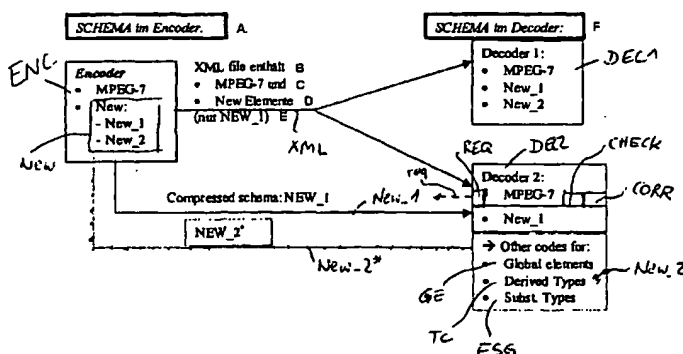 SCHEMA im Encoder. A.
SCHEMA im Decoder: F
ENC
Encoder
• MPEG-7
• New:
- New_1
- New_2
NEW
XML file enthält B
• MPEG-7 und C
• New Elements D
(nur NEW_1) E
XML
Decoder 1:
• MPEG-7
• New_1
• New_2
DEC1
REQ
DEC2
CHECK
req
Decoder 2:
MPEG-7
CORR
• New_1
Compressed schema: NEW_1
New_1
NEW_2*
New_2*
→ Other codes for:
• Global elements
• Derived Types
• Subst. Types
New_2
GE
TC
ESG